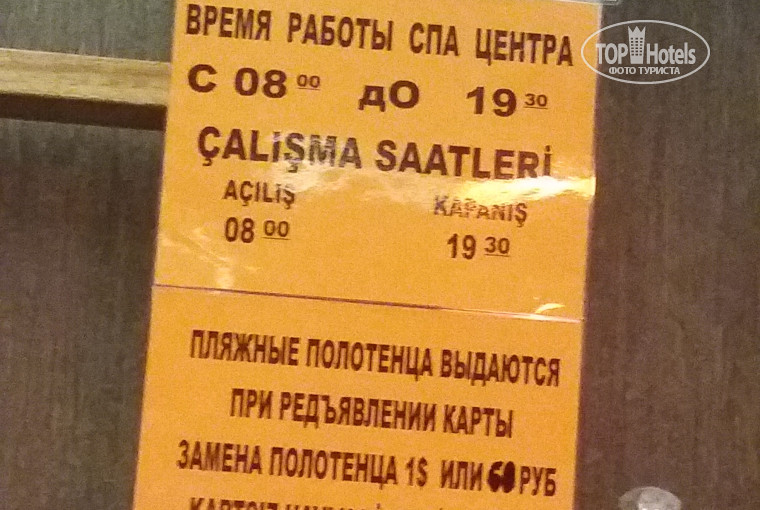 ВРЕМЯ РАБОТЫ СПА ЦЕНТРА
С 08 00 ДО 19 30
ÇALIŞMA SAATLERİ
AÇILIŞ KAPANIŞ
08 00 19 30
ПЛЯЖНЫЕ ПОЛОТЕНЦА ВЫДАЮТСЯ
ПРИ РЕДЪЯВЛЕНИИ КАРТЫ
ЗАМЕНА ПОЛОТЕНЦА 1$ ИЛИ 60 РУБ
TOP Hotels
ФОТО ТУРИСТА